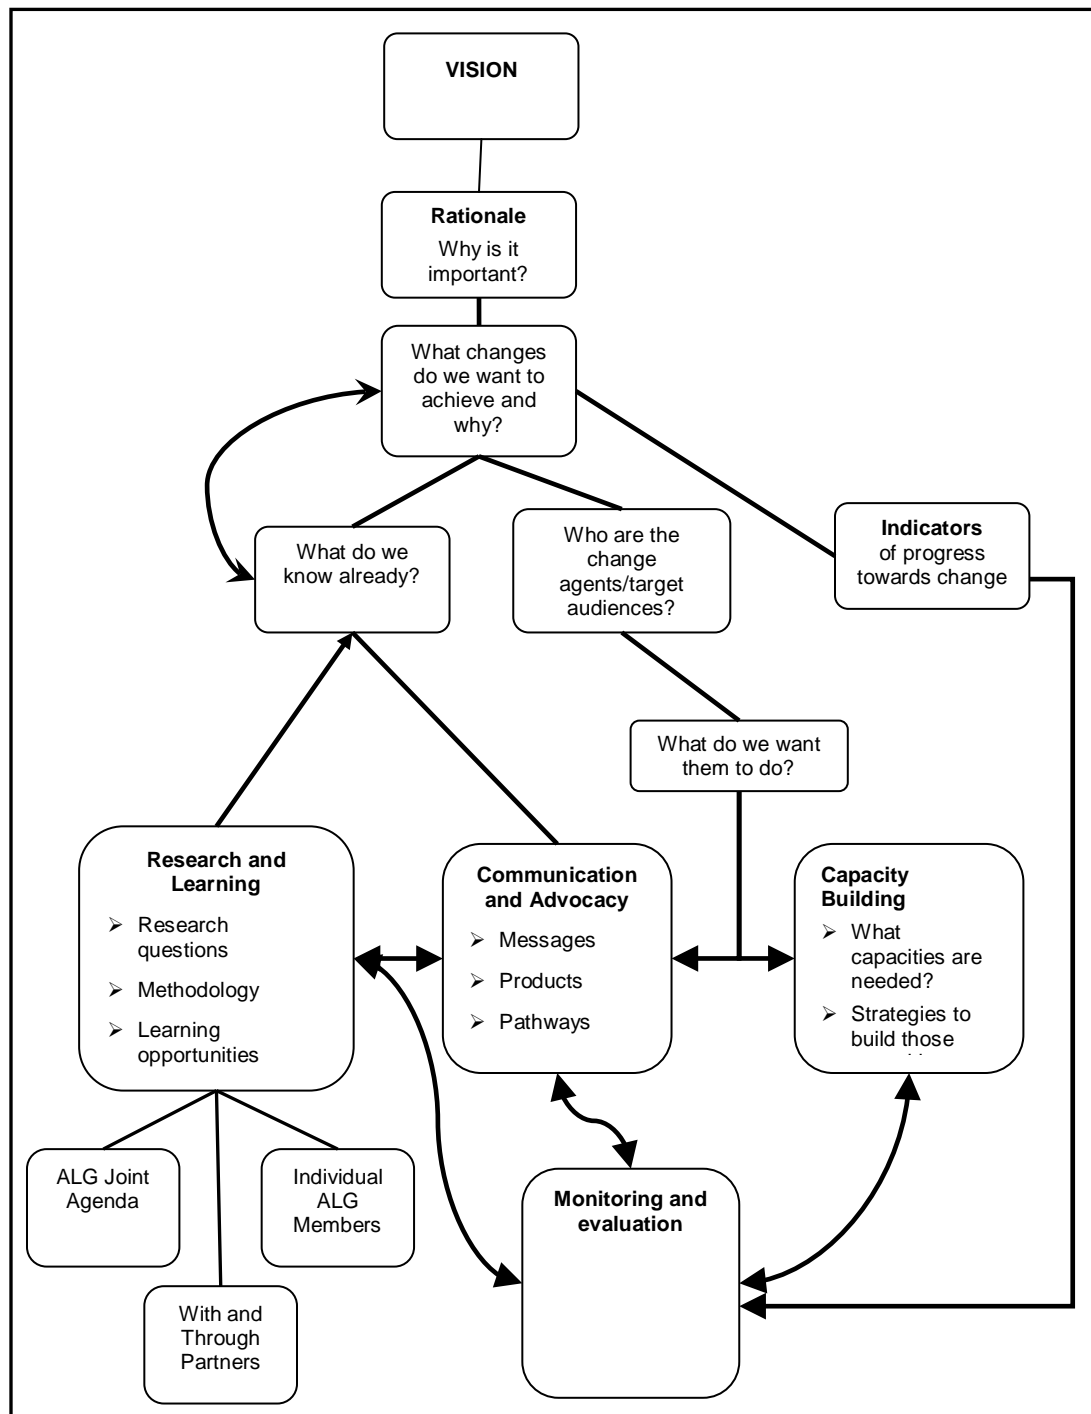 VISION
Rationale
Why is it
important?
What changes
do we want to
achieve and
why?
What do we
know already?
Who are the
change
agents/target
audiences?
Indicators
of progress
towards change
What do we want
them to do?
Research and
Learning
➢ Research
questions
➢ Methodology
➢ Learning
opportunities
Communication
and Advocacy
➢ Messages
➢ Products
➢ Pathways
Capacity
Building
➢ What
capacities are
needed?
➢ Strategies to
build those
ALG Joint
Agenda
Individual
ALG
Members
With and
Through
Partners
Monitoring and
evaluation